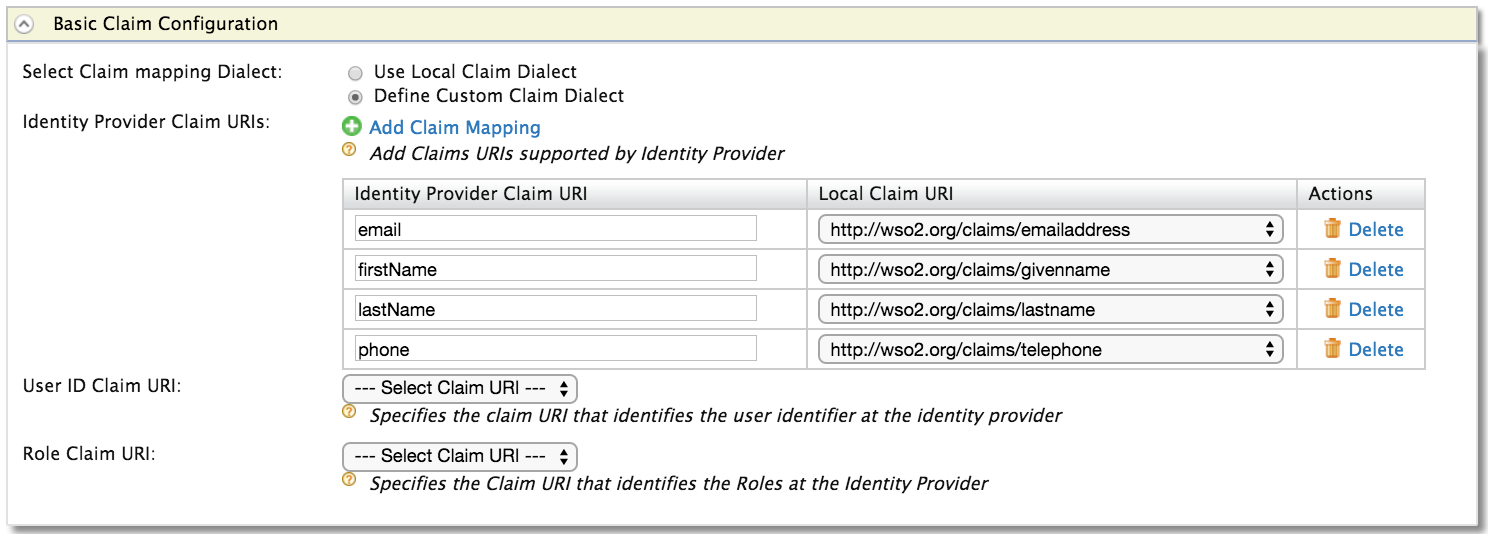 Basic Claim Configuration
Select Claim mapping Dialect:
Use Local Claim Dialect
Define Custom Claim Dialect
Identity Provider Claim URIs:
Add Claim Mapping
Add Claims URIs supported by Identity Provider
Identity Provider Claim URI Local Claim URI Actions
email http://wso2.org/claims/emailaddress Delete
firstName http://wso2.org/claims/givenname Delete
lastName http://wso2.org/claims/lastname Delete
phone http://wso2.org/claims/telephone Delete
User ID Claim URI: --- Select Claim URI ---
Specifies the claim URI that identifies the user identifier at the identity provider
Role Claim URI: --- Select Claim URI ---
Specifies the Claim URI that identifies the Roles at the Identity Provider